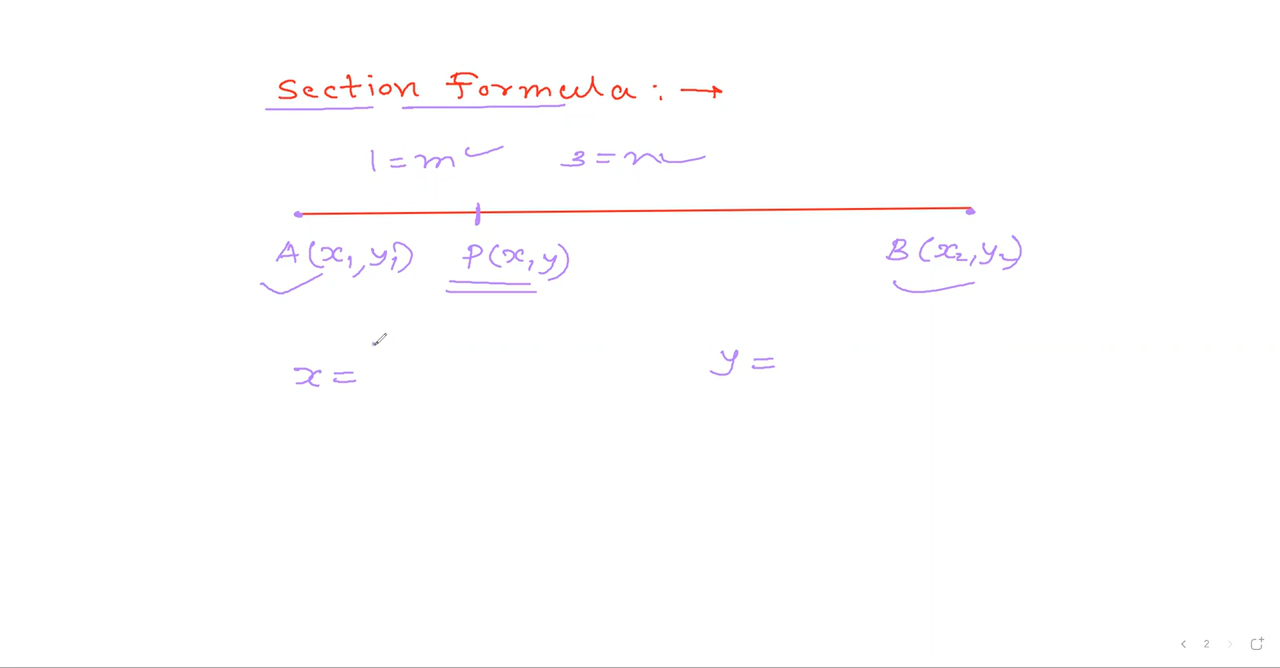 Section Formula : →
1 = m 3 = n
A (x₁, y₁) P (x, y) B (x₂, y₂)
x = y =
2